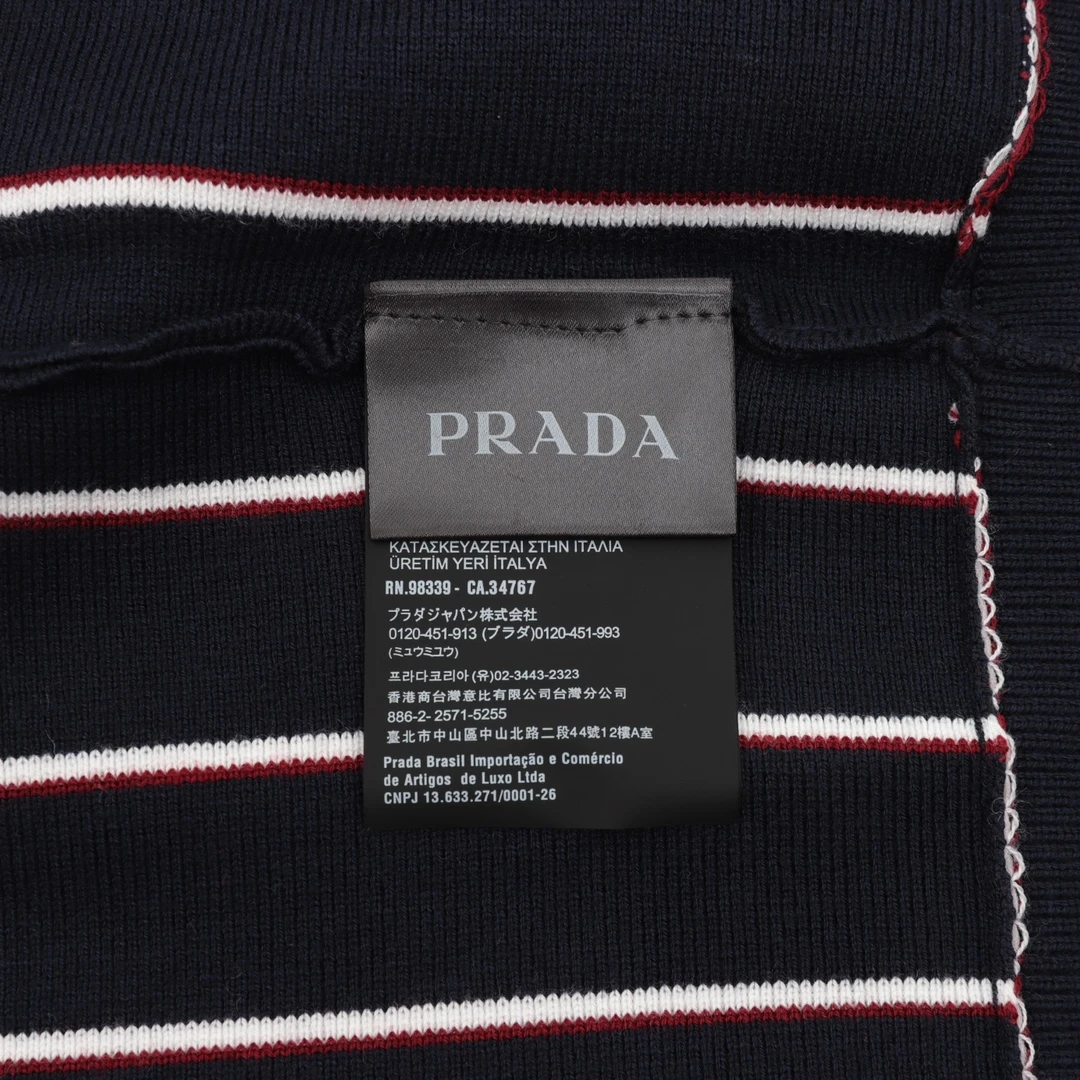 PRADA
ΚΑΤΑΣΚΕΥΑΖΕΤΑΙ ΣΤΗΝ ΙΤΑΛΙΑ
ÜRETİM YERİ İTALYA
RN.98339 - CA.34767
プラダジャパン株式会社
0120-451-913 (プラダ)0120-451-993
(ミュウミユウ)
프라다코리아(유)02-3443-2323
香港商台灣意比有限公司台灣分公司
886-2- 2571-5255
臺北市中山區中山北路二段44號12樓A室
Prada Brasil Importação e Comércio
de Artigos de Luxo Ltda
CNPJ 13.633.271/0001-26